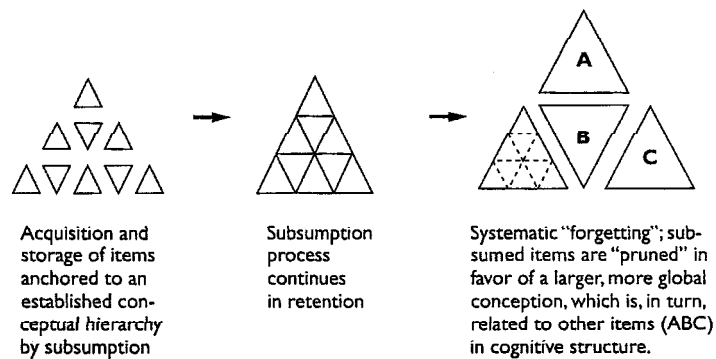 A
B
C
Acquisition and
storage of items
anchored to an
established con-
ceptual hierarchy
by subsumption
Subsumption
process
continues
in retention
Systematic "forgetting"; sub-
sumed items are "pruned" in
favor of a larger, more global
conception, which is, in turn,
related to other items (ABC)
in cognitive structure.